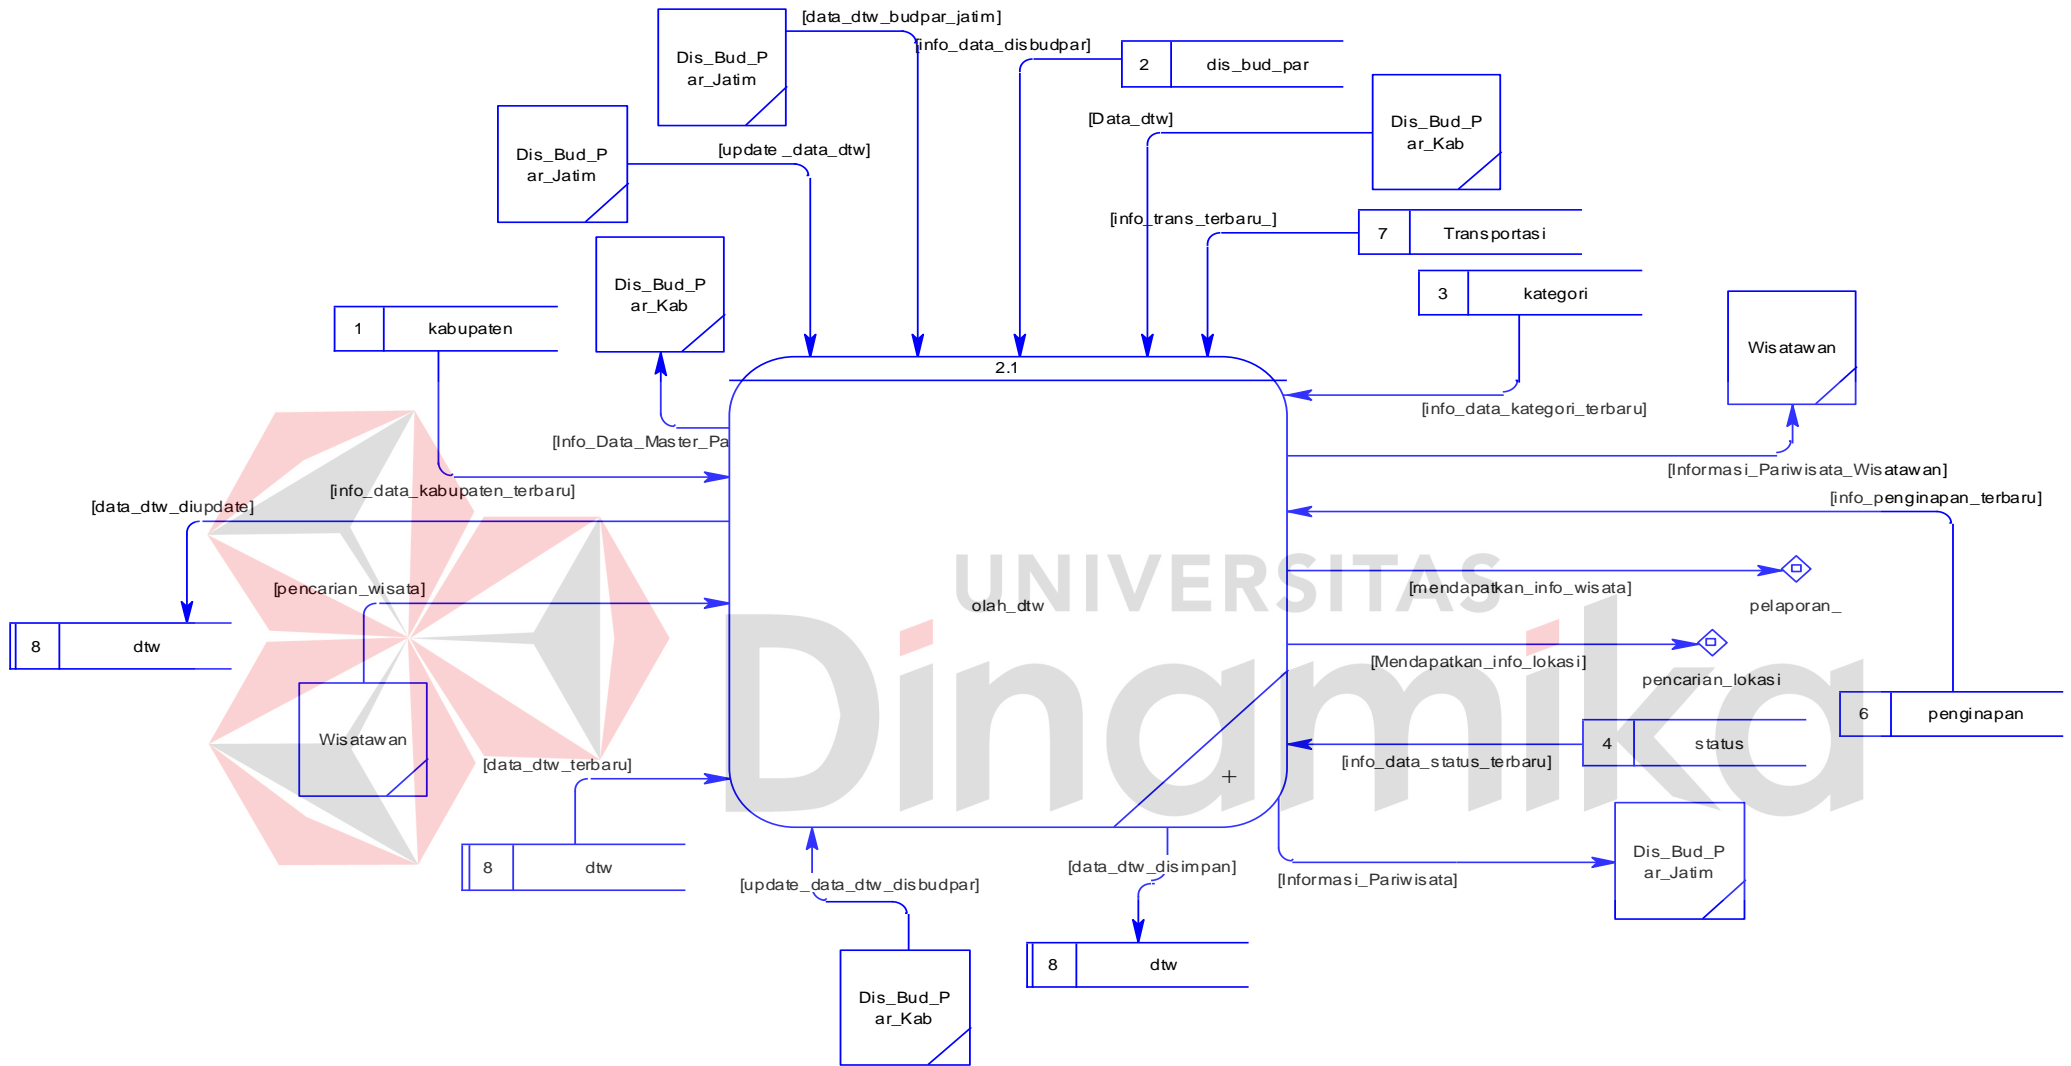 [data_dtw_budpar_jatim]
Dis_Bud_P
ar_Jatim
[info_data_disbudpar]
2 dis_bud_par
Dis_Bud_P
ar_Jatim
[update_data_dtw]
[Data_dtw]
Dis_Bud_P
ar_Kab
[info_trans_terbaru_]
7 Transportasi
Dis_Bud_P
ar_Kab
3 kategori
1 kabupaten
Wisatawan
2.1
[info_data_kategori_terbaru]
[Info_Data_Master_Pa
[Informasi_Pariwisata_Wisatawan]
[info_data_kabupaten_terbaru]
[info_penginapan_terbaru]
[data_dtw_diupdate]
[pencarian_wisata]
UNIVERSITAS
Dinamika
[mendapatkan_info_wisata]
olah_dtw
pelaporan_
8 dtw
[Mendapatkan_info_lokasi]
pencarian_lokasi
6 penginapan
Wisatawan
4 status
[data_dtw_terbaru]
[info_data_status_terbaru]
+
8 dtw
[data_dtw_disimpan]
Dis_Bud_P
ar_Jatim
[update_data_dtw_disbudpar]
[Informasi_Pariwisata]
8 dtw
Dis_Bud_P
ar_Kab